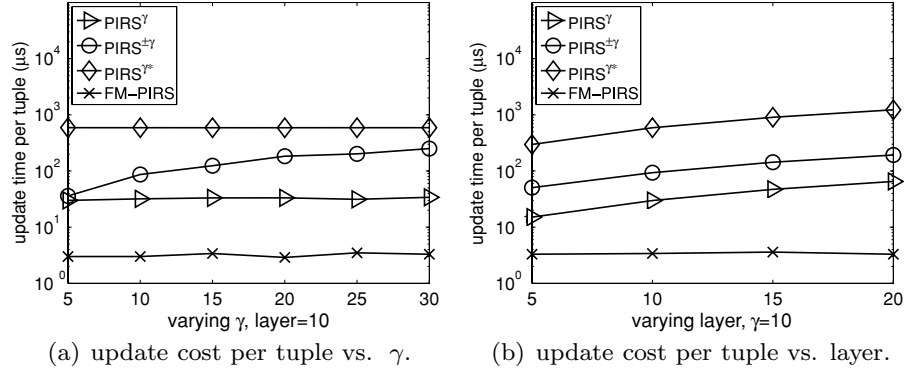 PIRS^γ
PIRS^±γ
PIRS^γ*
FM−PIRS
update time per tuple (μs)
10^4
10^3
10^2
10^1
10^0
5 10 15 20 25 30
varying γ, layer=10
(a) update cost per tuple vs. γ.
PIRS^γ
PIRS^±γ
PIRS^γ*
FM−PIRS
update time per tuple (μs)
10^4
10^3
10^2
10^1
10^0
5 10 15 20
varying layer, γ=10
(b) update cost per tuple vs. layer.